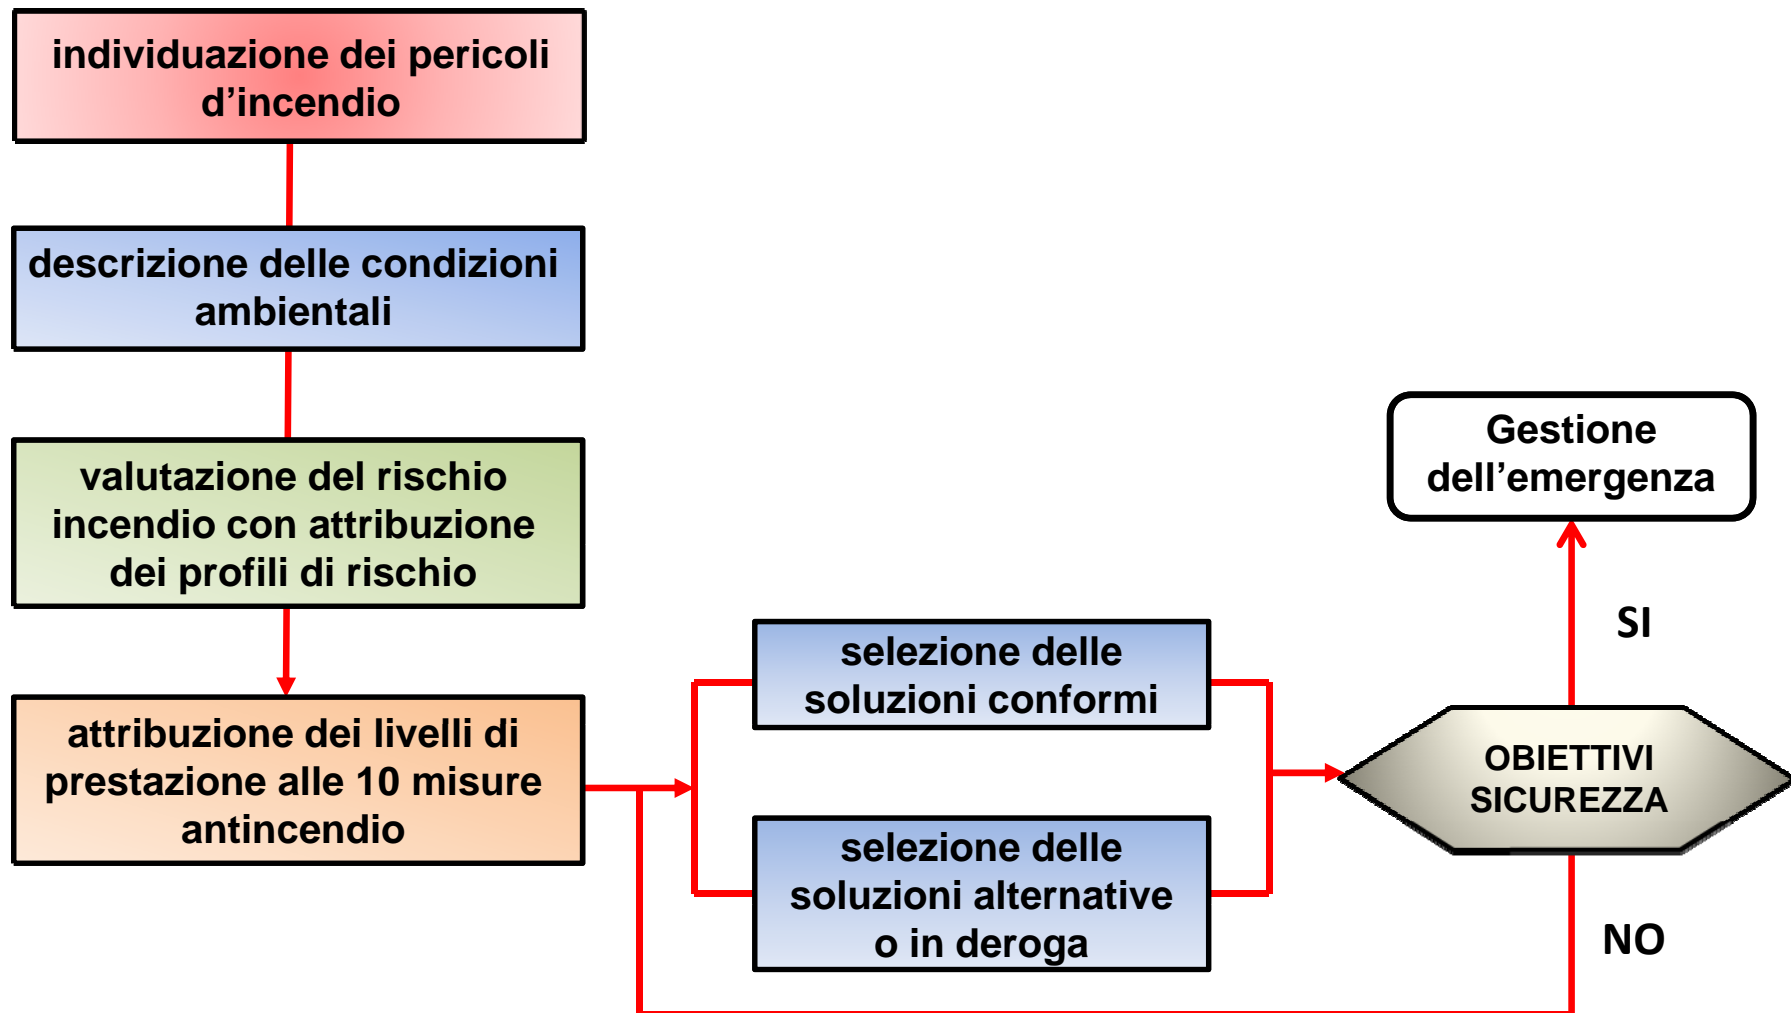 individuazione dei pericoli
d’incendio
descrizione delle condizioni
ambientali
valutazione del rischio
incendio con attribuzione
dei profili di rischio
attribuzione dei livelli di
prestazione alle 10 misure
antincendio
selezione delle
soluzioni conformi
selezione delle
soluzioni alternative
o in deroga
Gestione
dell’emergenza
SI
OBIETTIVI
SICUREZZA
NO